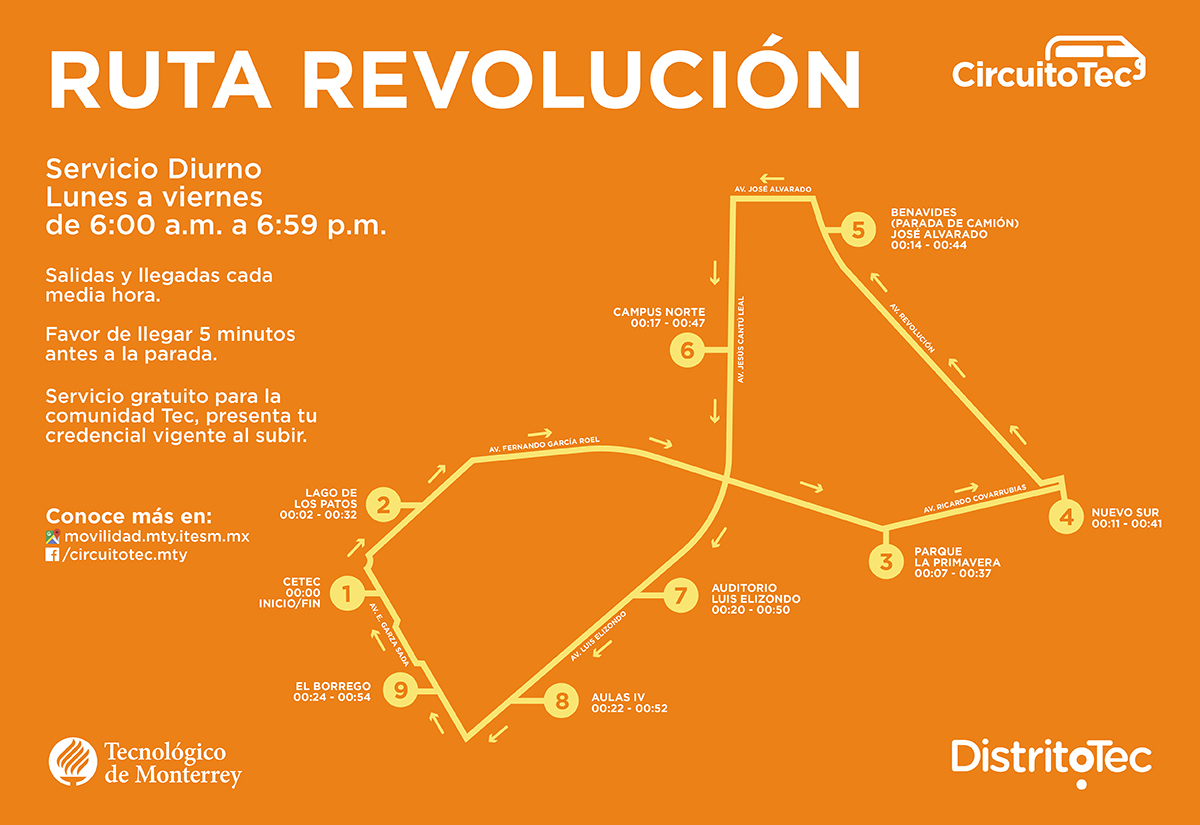 RUTA REVOLUCIÓN
CircuitoTec
Servicio Diurno
Lunes a viernes
de 6:00 a.m. a 6:59 p.m.
Salidas y llegadas cada
media hora.
Favor de llegar 5 minutos
antes a la parada.
Servicio gratuito para la
comunidad Tec, presenta tu
credencial vigente al subir.
Conoce más en:
movilidad.mty.itesm.mx
/circuitotec.mty
AV. JOSÉ ALVARADO
5
BENAVIDES
(PARADA DE CAMIÓN)
JOSÉ ALVARADO
00:14 - 00:44
CAMPUS NORTE
00:17 - 00:47
6
AV. JESÚS CANTÚ LEAL
AV. REVOLUCIÓN
AV. FERNANDO GARCÍA ROEL
LAGO DE
LOS PATOS
00:02 - 00:32
2
AV. RICARDO COVARRUBIAS
4
NUEVO SUR
00:11 - 00:41
3
PARQUE
LA PRIMAVERA
00:07 - 00:37
CETEC
00:00
INICIO/FIN
1
7
AUDITORIO
LUIS ELIZONDO
00:20 - 00:50
AV. E. GARZA SADA
AV. LUIS ELIZONDO
EL BORREGO
00:24 - 00:54
9
8
AULAS IV
00:22 - 00:52
Tecnológico
de Monterrey
DistritoTec